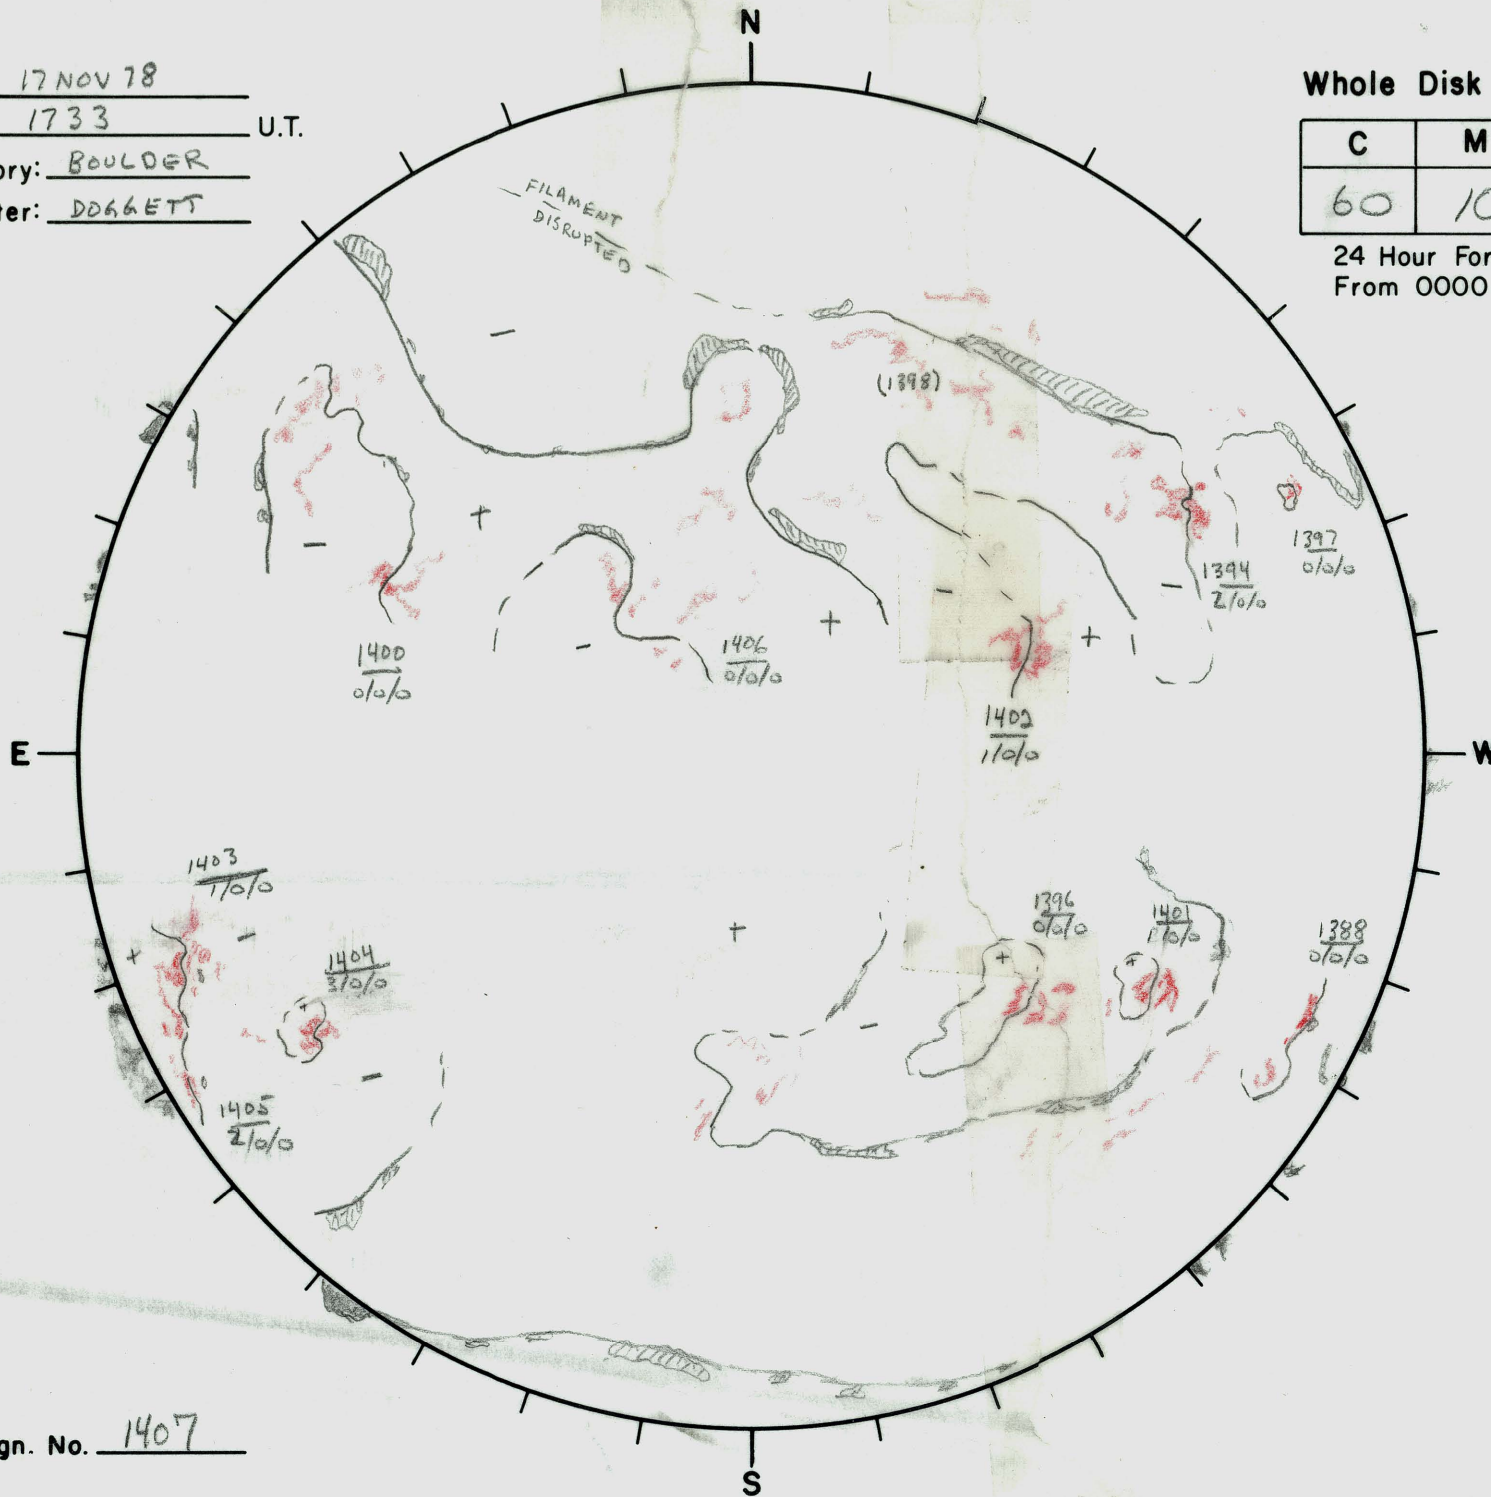 N
17 NOV 78
1733 U.T.
ory: BOULDER
ter: DOGGETT
Whole Disk
C M
60 10
24 Hour For
From 0000
FILAMENT
DISRUPTED
(1398)
-
+
-
1397
0/0/0
1394
2/0/0
-
-
+
+
-
1400
0/0/0
1406
0/0/0
1402
1/0/0
E
W
1403
1/0/0
-
+
1404
3/0/0
+
-
+
1396
0/0/0
+
1401
1/0/0
+
1388
0/0/0
-
1405
2/0/0
gn. No. 1407
S